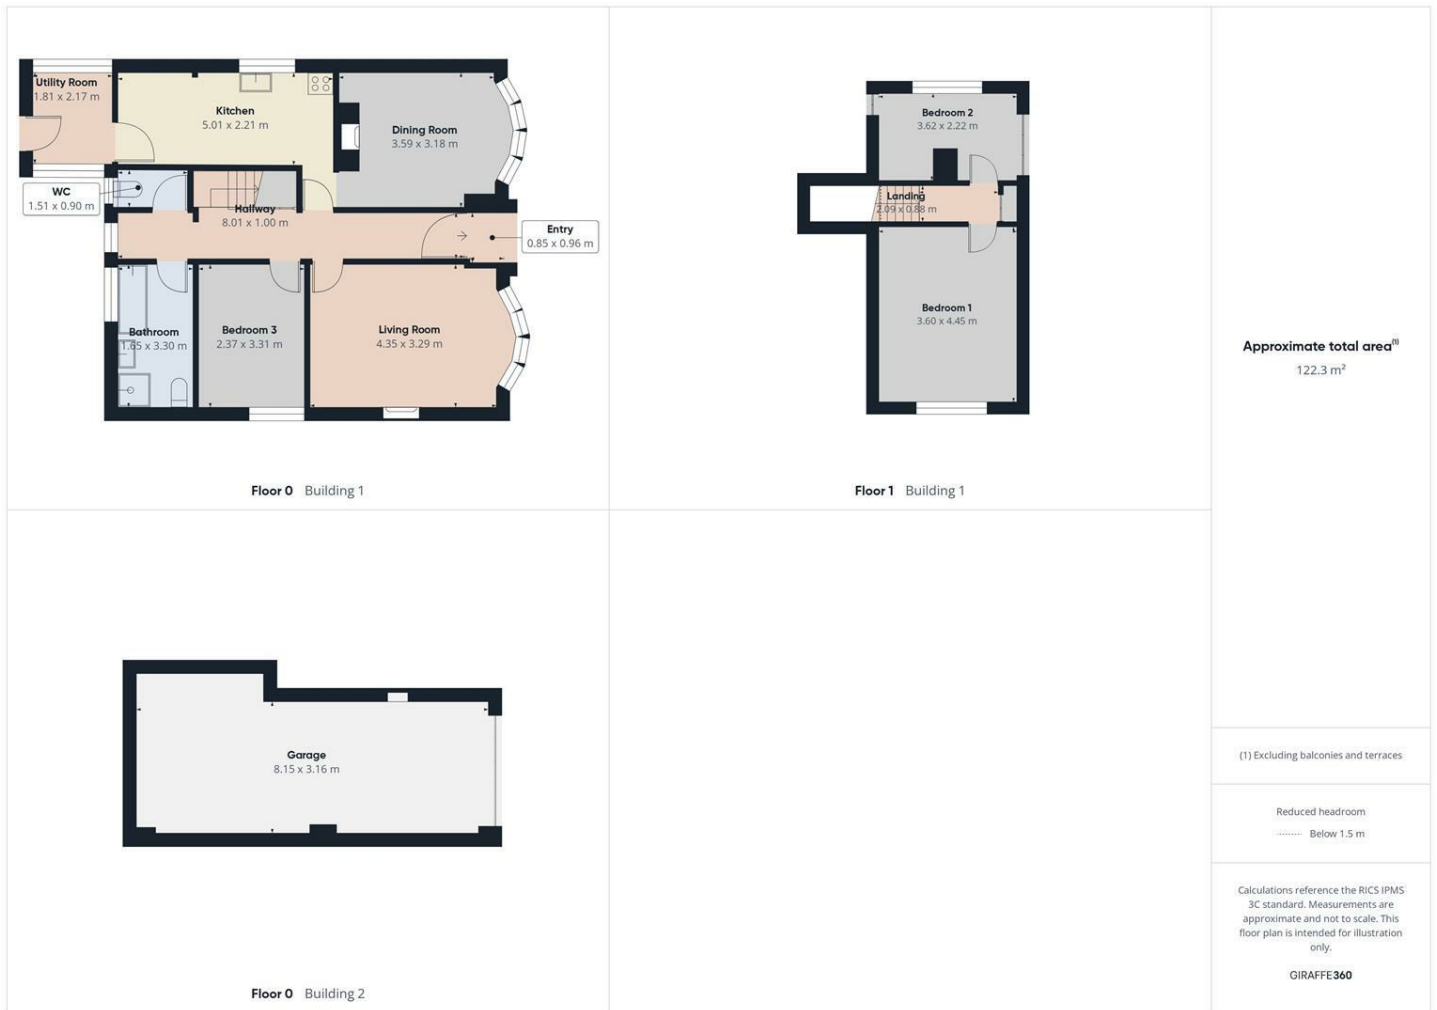 Utility Room
1.81 x 2.17 m
Kitchen
5.01 x 2.21 m
Dining Room
3.59 x 3.18 m
WC
1.51 x 0.90 m
Hallway
8.01 x 1.00 m
Entry
0.85 x 0.96 m
Bathroom
1.65 x 3.30 m
Bedroom 3
2.37 x 3.31 m
Living Room
4.35 x 3.29 m
Floor 0 Building 1
Bedroom 2
3.62 x 2.22 m
Landing
2.09 x 0.88 m
Bedroom 1
3.60 x 4.45 m
Floor 1 Building 1
Garage
8.15 x 3.16 m
Floor 0 Building 2
Approximate total area(1)
122.3 m²
(1) Excluding balconies and terraces
Reduced headroom
Below 1.5 m
Calculations reference the RICS IPMS
3C standard. Measurements are
approximate and not to scale. This
floor plan is intended for illustration
only.
GIRAFFE360